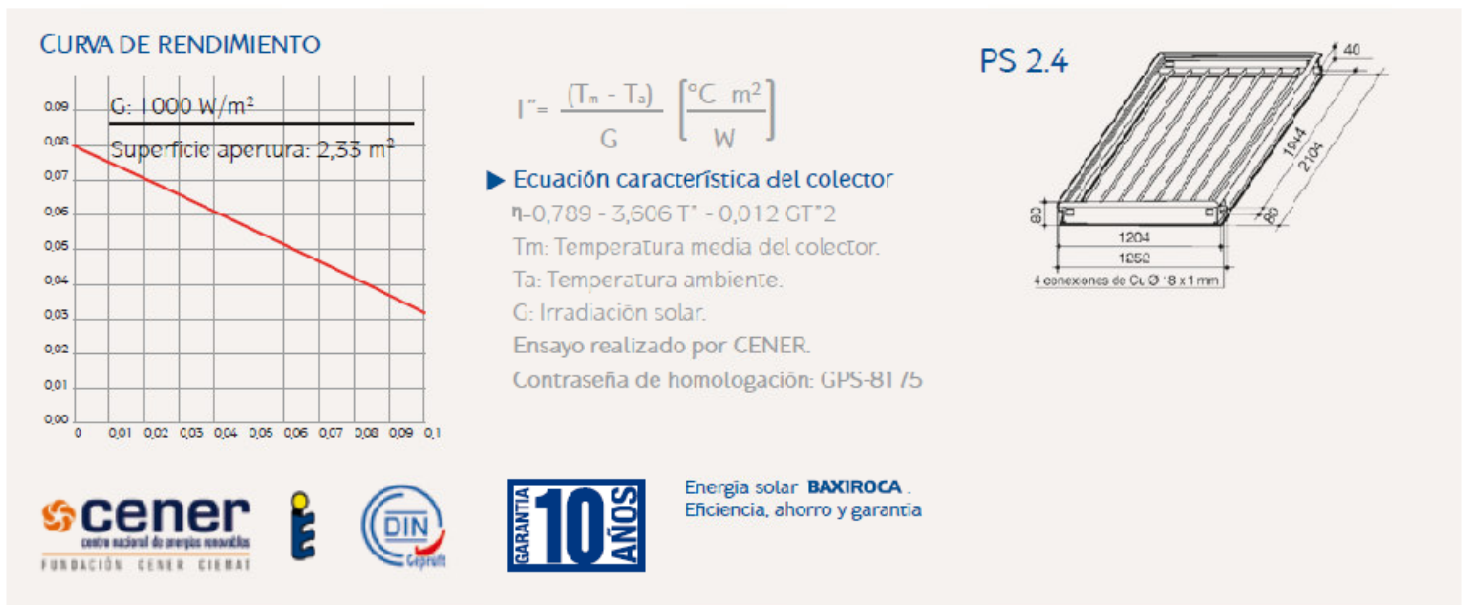 CURVA DE RENDIMIENTO
0.09
0,08
0,07
0,06
0,05
0,04
0,03
0,02
0,01
0,00
0 0,01 0,02 0,03 0,04 0,05 0,06 0,07 0,08 0,09 0,1
G: 1000 W/m²
Superficie apertura: 2,33 m²
T*= (Tm - Ta) / G [°C m² / W]
Ecuación característica del colector
η-0,789 - 3,606 T* - 0,012 GT*2
Tm: Temperatura media del colector.
Ta: Temperatura ambiente.
G: Irradiación solar.
Ensayo realizado por CENER.
Contraseña de homologación: GPS-8175
PS 2.4
40
1944
2104
80
80
1204
4 conexiones de Cu Ø 18 x 1 mm
cener
centro nacional de energías renovables
FUNDACIÓN CENER CIEMAT
DIN
Geprüft
GARANTIA
10
AÑOS
Energía solar BAXIROCA .
Eficiencia, ahorro y garantía